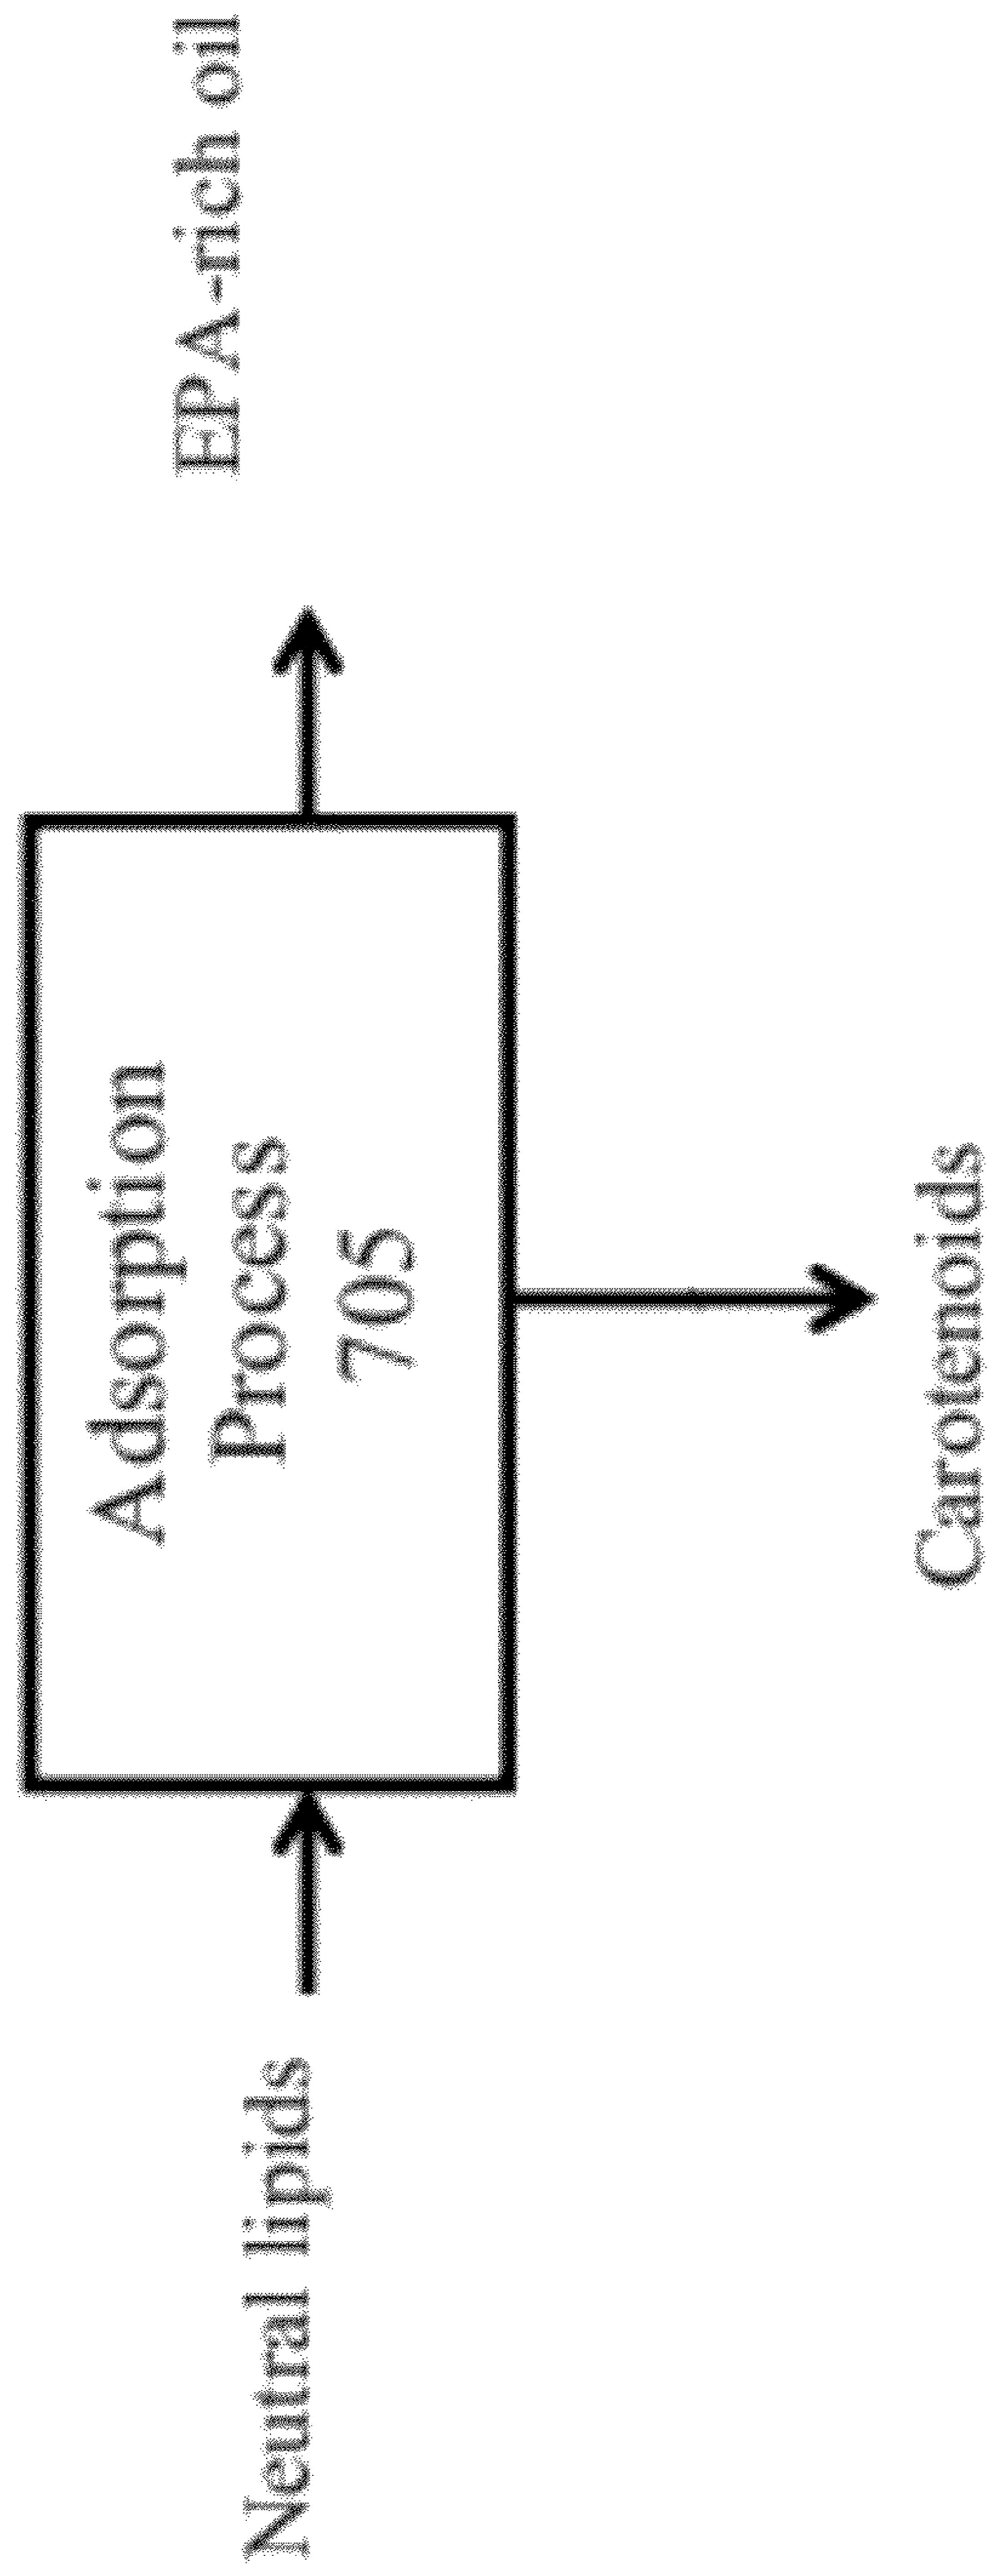 Neutral lipids
Adsorption
Process
705
EPA-rich oil
Carotenoids